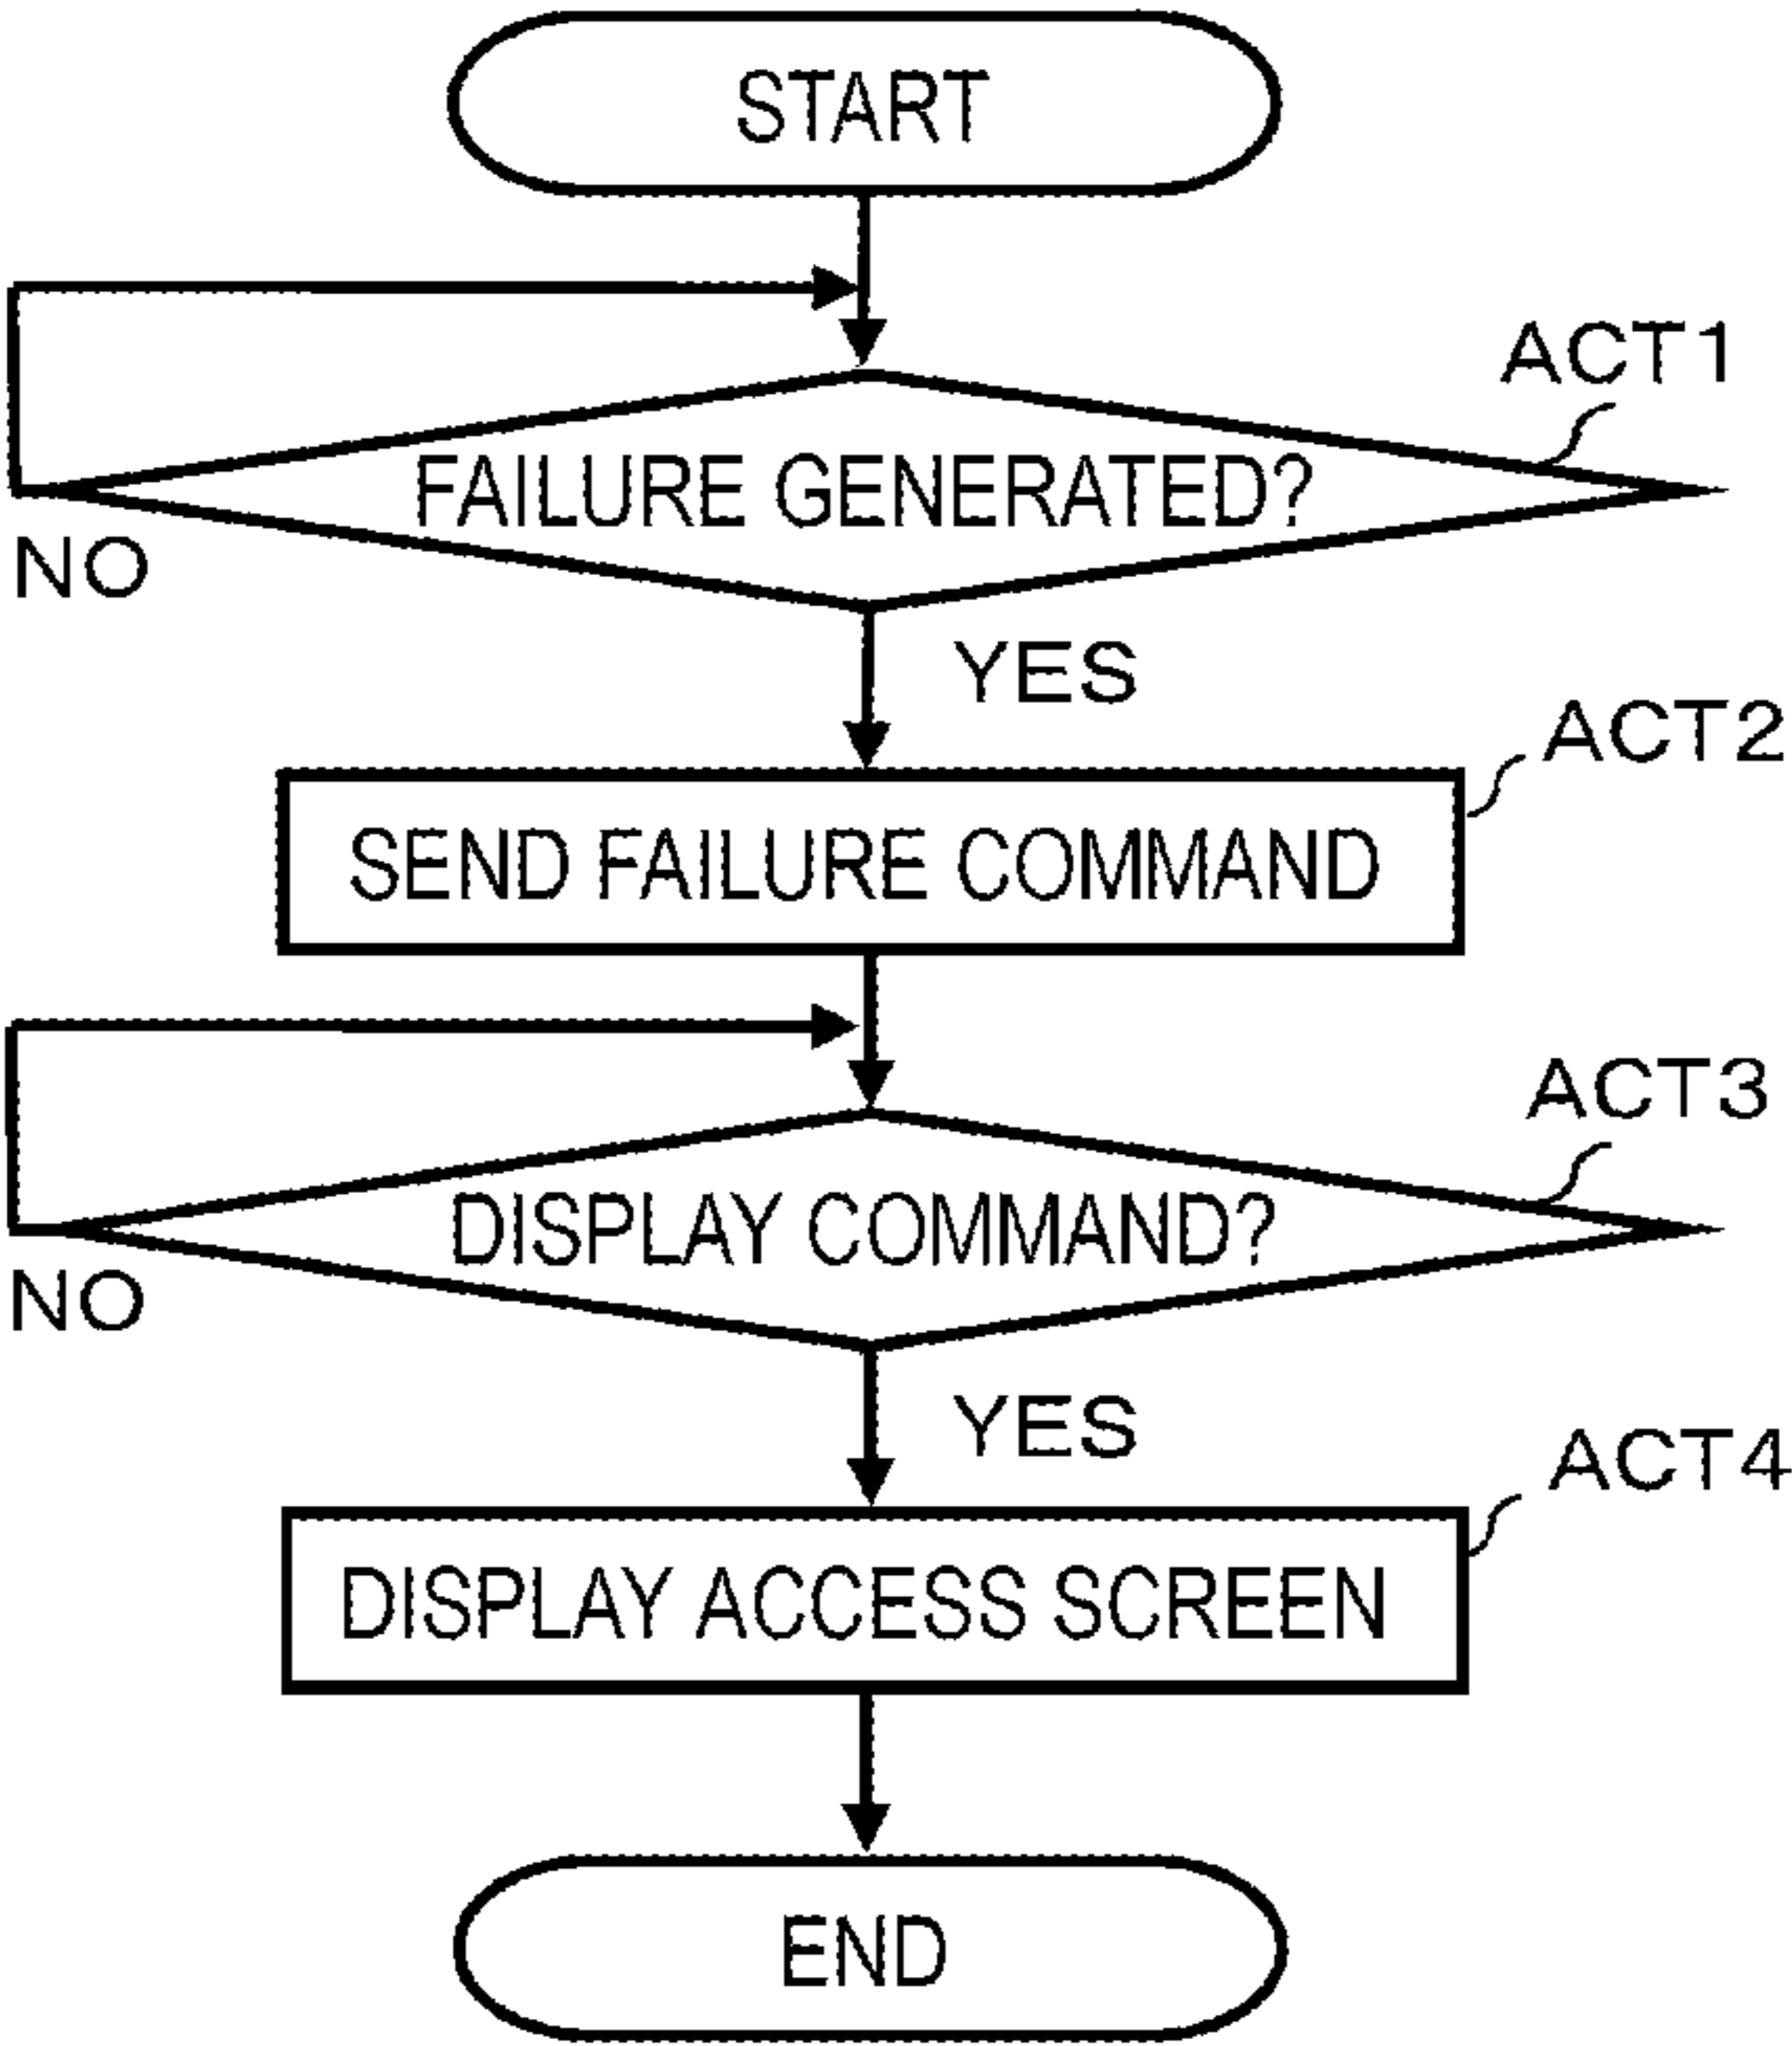 START
ACT1
FAILURE GENERATED?
NO
YES
ACT2
SEND FAILURE COMMAND
ACT3
DISPLAY COMMAND?
NO
YES
ACT4
DISPLAY ACCESS SCREEN
END